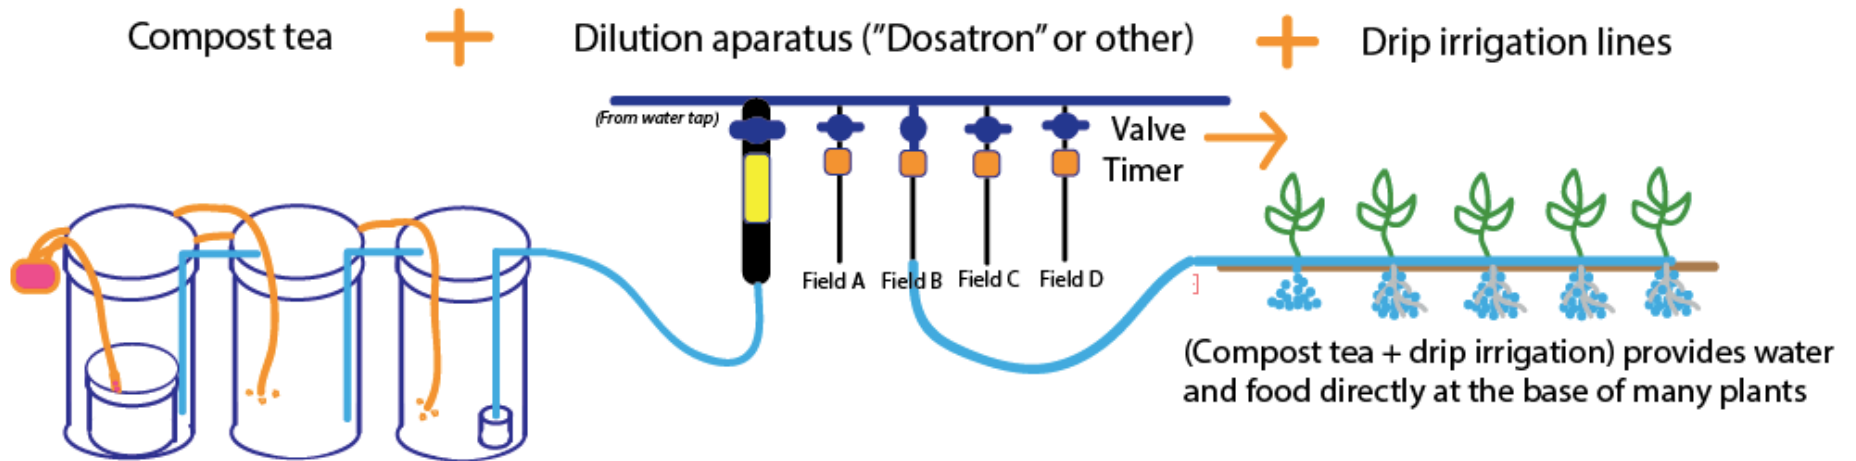 Compost tea + Dilution apparatus ("Dosatron" or other) + Drip irrigation lines
(From water tap)
Valve
Timer
Field A Field B Field C Field D
(Compost tea + drip irrigation) provides water
and food directly at the base of many plants